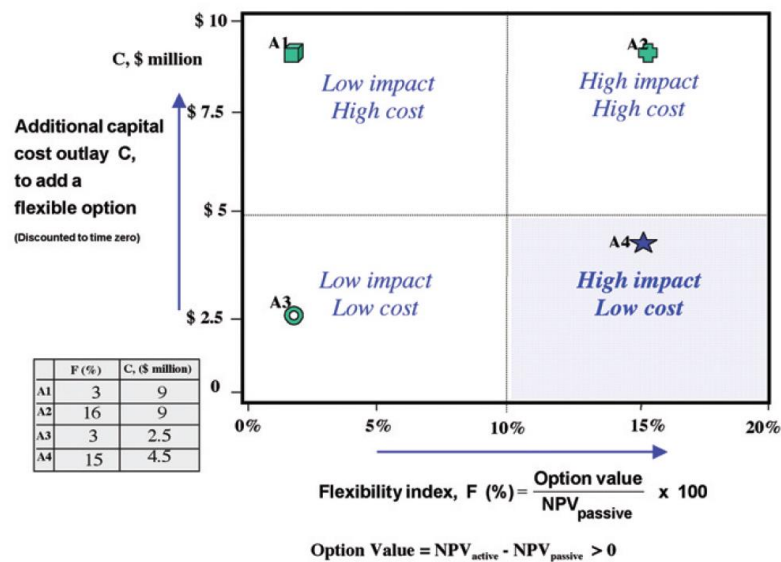 $ 10
C, $ million
A1
A2
Low impact
High cost
High impact
High cost
$ 7.5
Additional capital
cost outlay C,
to add a
flexible option
(Discounted to time zero)
$ 5
A4
Low impact
Low cost
High impact
Low cost
A3
$ 2.5
0
F (%) C, ($ million)
A1 3 9
A2 16 9
A3 3 2.5
A4 15 4.5
0% 5% 10% 15% 20%
Flexibility index, F (%) = Option value / NPVpassive x 100
Option Value = NPVactive - NPVpassive > 0